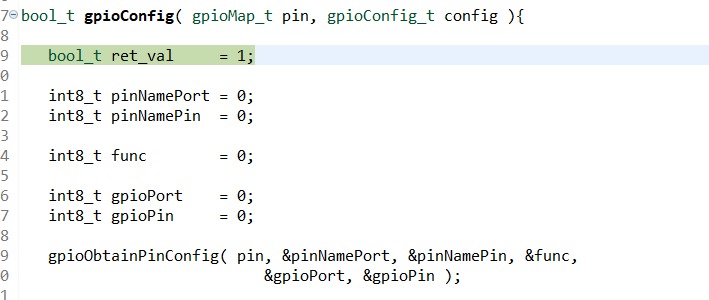 7 bool_t gpioConfig( gpioMap_t pin, gpioConfig_t config ){
8
9 bool_t ret_val = 1;
0
1 int8_t pinNamePort = 0;
2 int8_t pinNamePin = 0;
3
4 int8_t func = 0;
5
6 int8_t gpioPort = 0;
7 int8_t gpioPin = 0;
8
9 gpioObtainPinConfig( pin, &pinNamePort, &pinNamePin, &func,
0 &gpioPort, &gpioPin );
1